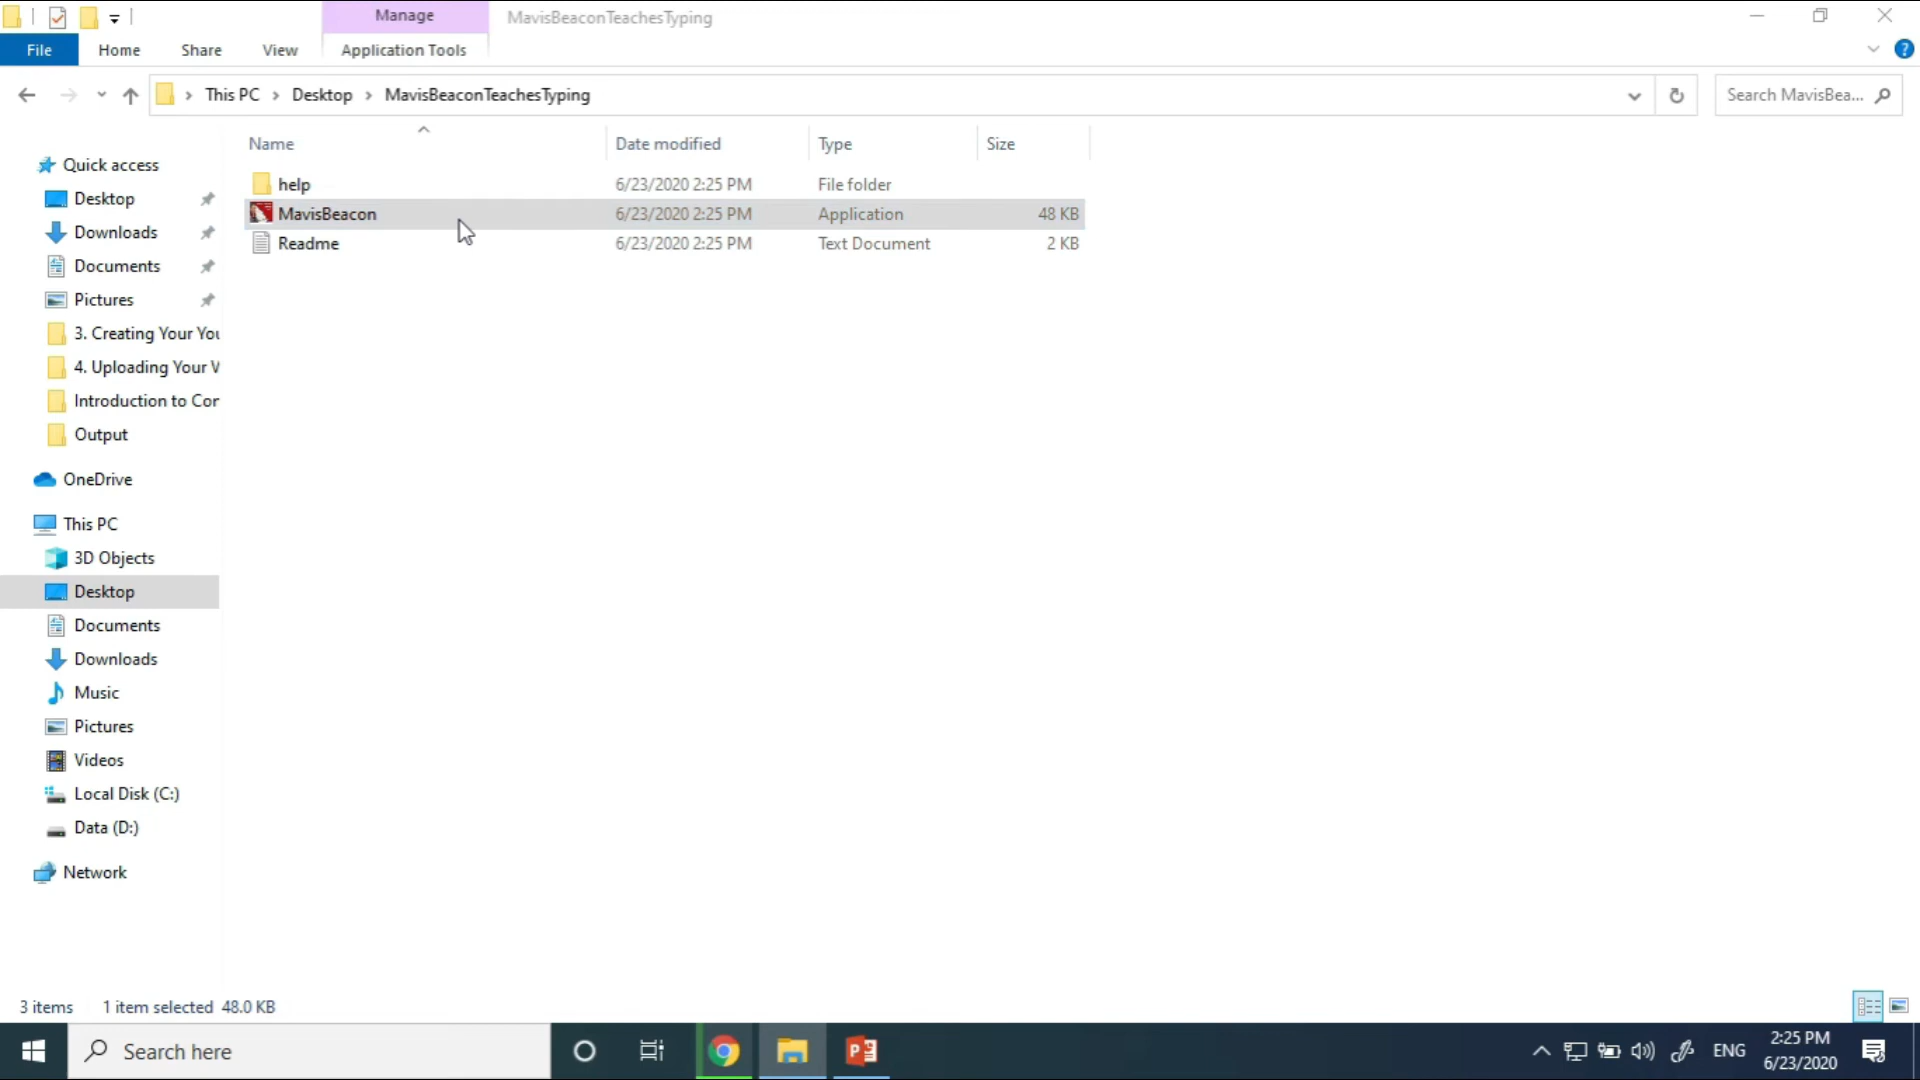 Manage MavisBeaconTeachesTyping
File Home Share View Application Tools
This PC Desktop MavisBeaconTeachesTyping Search MavisBea...
Name Date modified Type Size
help 6/23/2020 2:25 PM File folder
MavisBeacon 6/23/2020 2:25 PM Application 48 KB
Readme 6/23/2020 2:25 PM Text Document 2 KB
Quick access
Desktop
Downloads
Documents
Pictures
3. Creating Your You
4. Uploading Your V
Introduction to Cor
Output
OneDrive
This PC
3D Objects
Desktop
Documents
Downloads
Music
Pictures
Videos
Local Disk (C:)
Data (D:)
Network
3 items 1 item selected 48.0 KB
Search here ENG 2:25 PM
6/23/2020